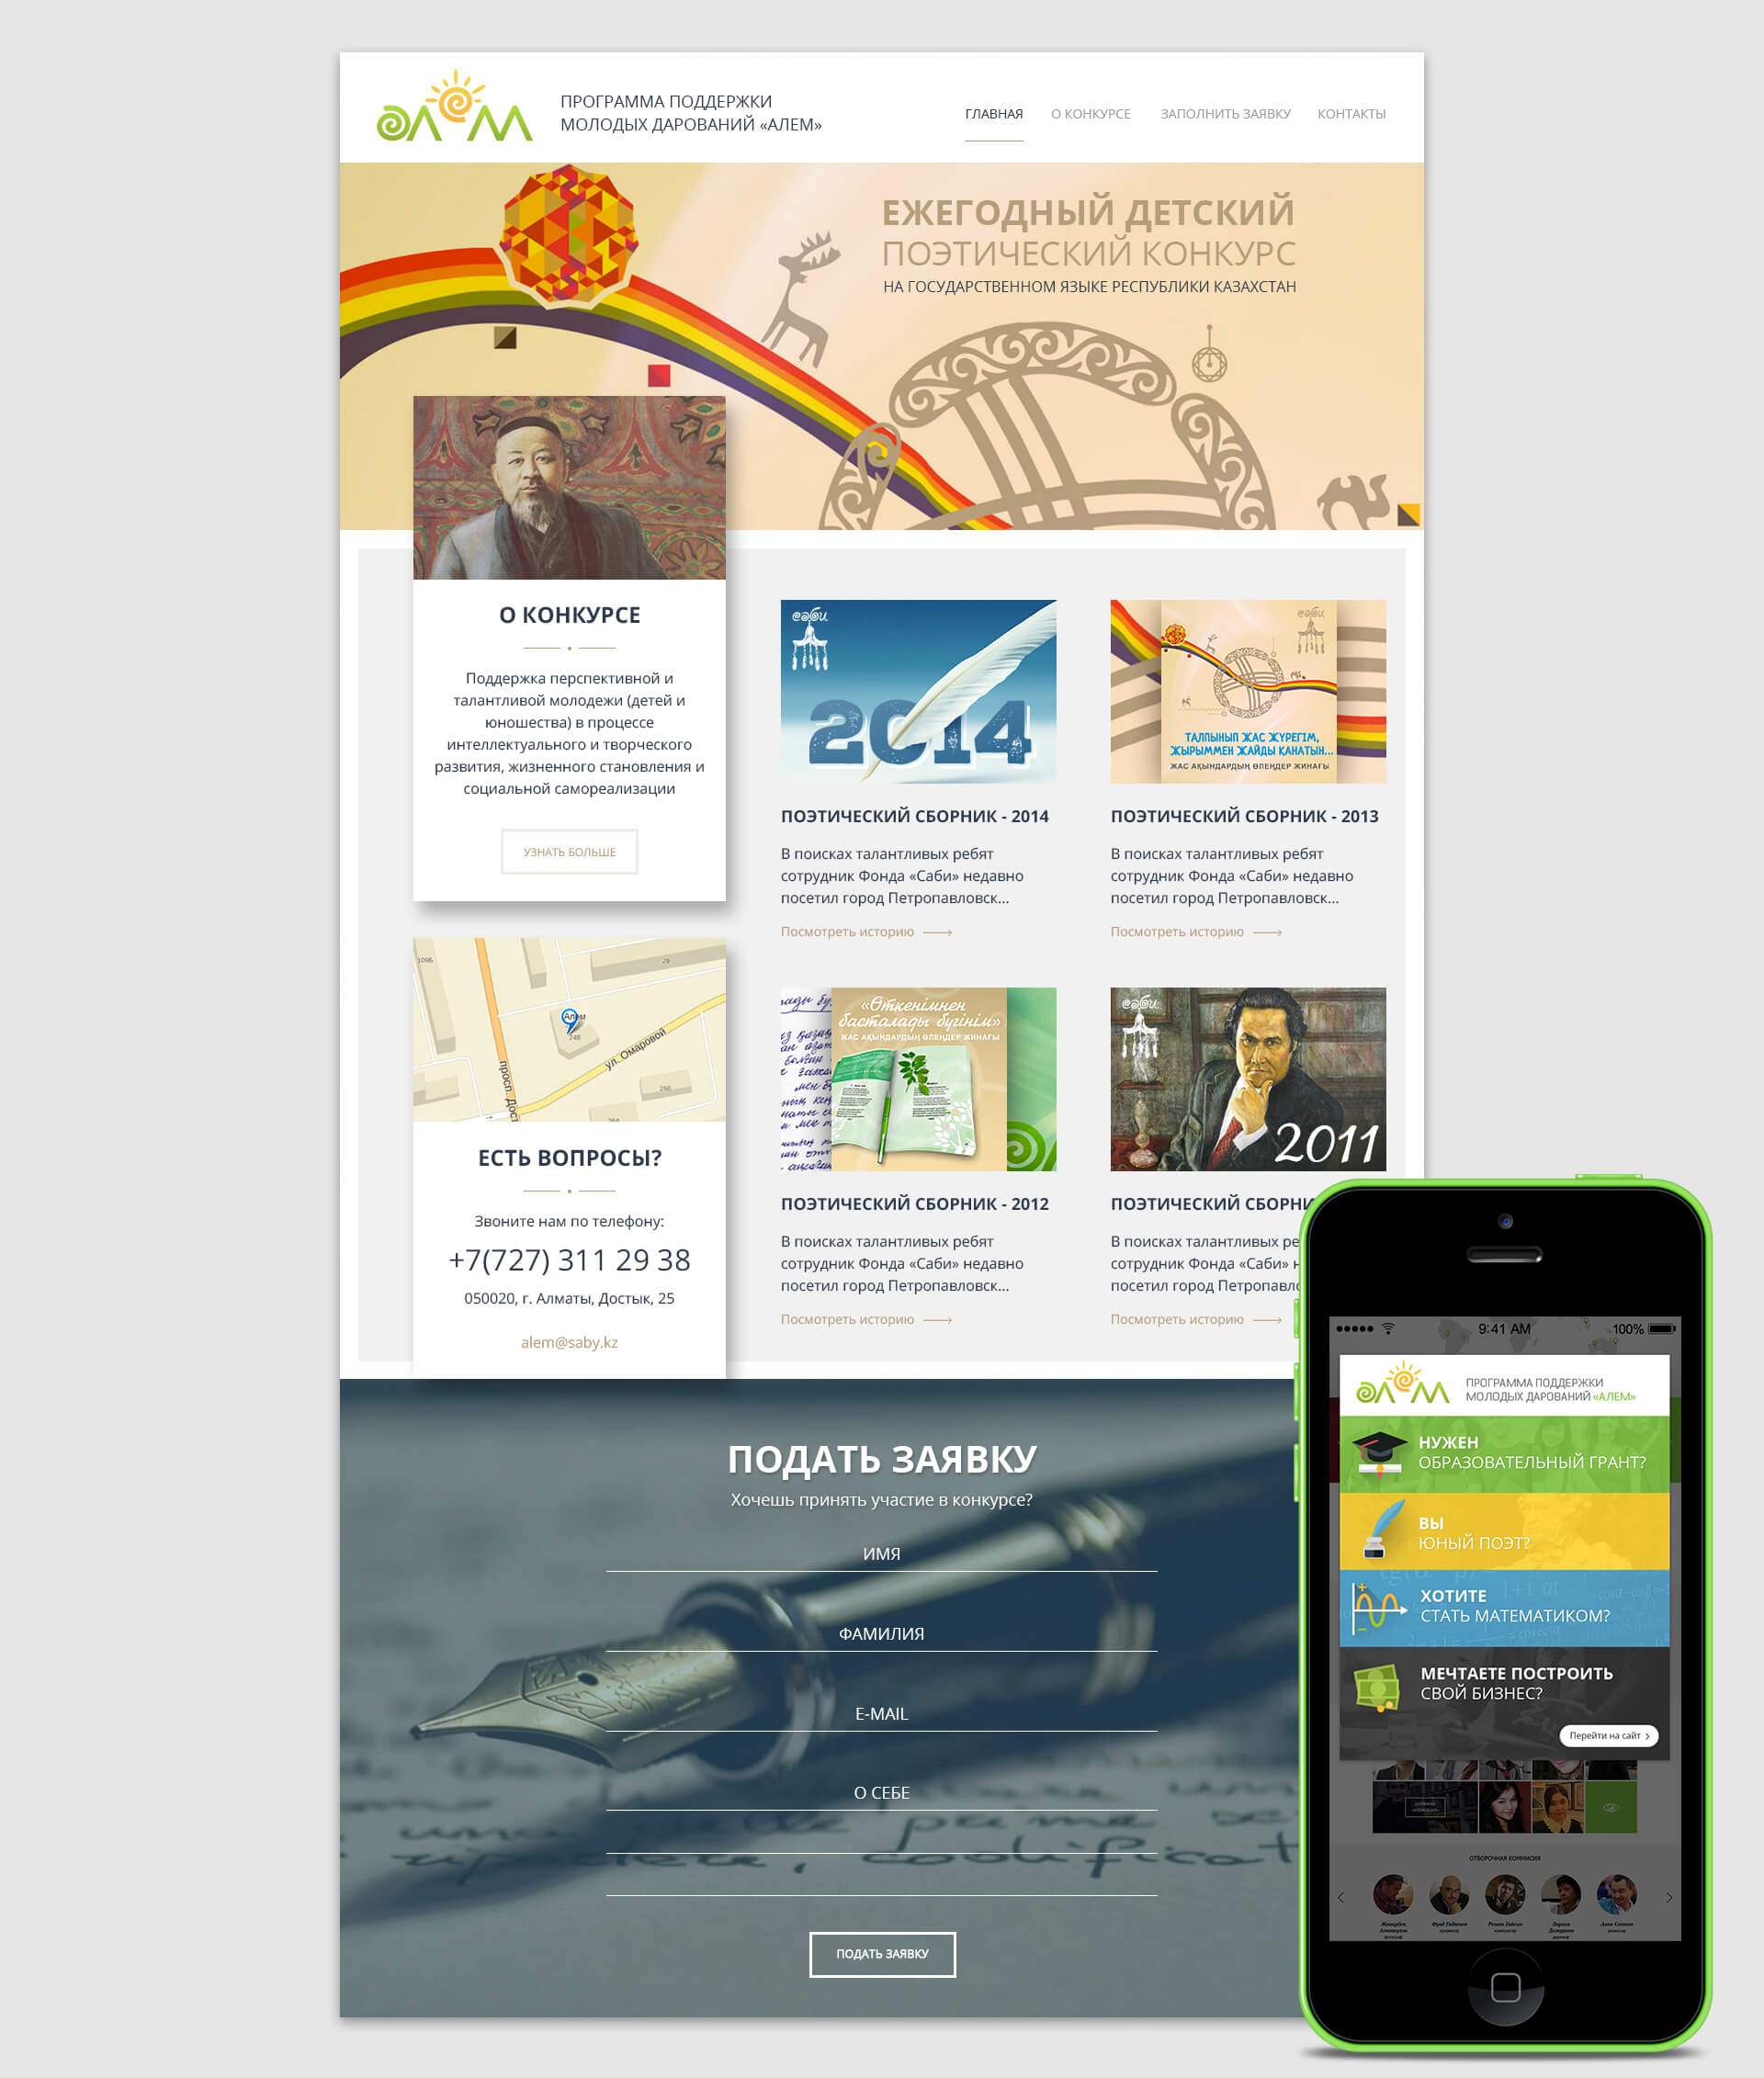 әлем
ПРОГРАММА ПОДДЕРЖКИ
МОЛОДЫХ ДАРОВАНИЙ «АЛЕМ»
ГЛАВНАЯ О КОНКУРСЕ ЗАПОЛНИТЬ ЗАЯВКУ КОНТАКТЫ
ЕЖЕГОДНЫЙ ДЕТСКИЙ
ПОЭТИЧЕСКИЙ КОНКУРС
НА ГОСУДАРСТВЕННОМ ЯЗЫКЕ РЕСПУБЛИКИ КАЗАХСТАН
О КОНКУРСЕ
Поддержка перспективной и
талантливой молодежи (детей и
юношества) в процессе
интеллектуального и творческого
развития, жизненного становления и
социальной самореализации
УЗНАТЬ БОЛЬШЕ
109Б
29
Алем
24В
ул. Омаровой
просп. Дост
26Б
ЕСТЬ ВОПРОСЫ?
Звоните нам по телефону:
+7(727) 311 29 38
050020, г. Алматы, Достык, 25
alem@saby.kz
сәби
2014
ПОЭТИЧЕСКИЙ СБОРНИК - 2014
В поисках талантливых ребят
сотрудник Фонда «Саби» недавно
посетил город Петропавловск...
Посмотреть историю
сәби
ТАЛПЫНЫП ЖАС ЖҮРЕГІМ,
ЖЫРЫММЕН ЖАЙДЫ ҚАНАТЫН...
ЖАС АҚЫНДАРДЫҢ ӨЛЕҢДЕР ЖИНАҒЫ
ПОЭТИЧЕСКИЙ СБОРНИК - 2013
В поисках талантливых ребят
сотрудник Фонда «Саби» недавно
посетил город Петропавловск...
Посмотреть историю
«Өткенімнен
басталады бүгінім»
ЖАС АҚЫНДАРДЫҢ ӨЛЕҢДЕР ЖИНАҒЫ
ПОЭТИЧЕСКИЙ СБОРНИК - 2012
В поисках талантливых ребят
сотрудник Фонда «Саби» недавно
посетил город Петропавловск...
Посмотреть историю
сәби
2011
ПОЭТИЧЕСКИЙ СБОРНИ
В поисках талантливых ре
сотрудник Фонда «Саби» н
посетил город Петропавл
Посмотреть историю
ПОДАТЬ ЗАЯВКУ
Хочешь принять участие в конкурсе?
ИМЯ
ФАМИЛИЯ
E-MAIL
О СЕБЕ
ПОДАТЬ ЗАЯВКУ
9:41 AM 100%
әлем
ПРОГРАММА ПОДДЕРЖКИ
МОЛОДЫХ ДАРОВАНИЙ «АЛЕМ»
НУЖЕН
ОБРАЗОВАТЕЛЬНЫЙ ГРАНТ?
ВЫ
ЮНЫЙ ПОЭТ?
ХОТИТЕ
СТАТЬ МАТЕМАТИКОМ?
МЕЧТАЕТЕ ПОСТРОИТЬ
СВОЙ БИЗНЕС?
Перейти на сайт
ОТБОРОЧНАЯ КОМИССИЯ